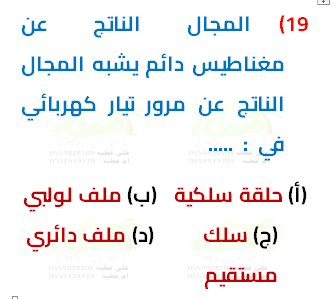 19) المجال الناتج عن
مغناطيس دائم يشبه المجال
الناتج عن مرور تيار كهربائي
في : .....
(أ) حلقة سلكية (ب) ملف لولبي
(ج) سلك (د) ملف دائري
مستقيم